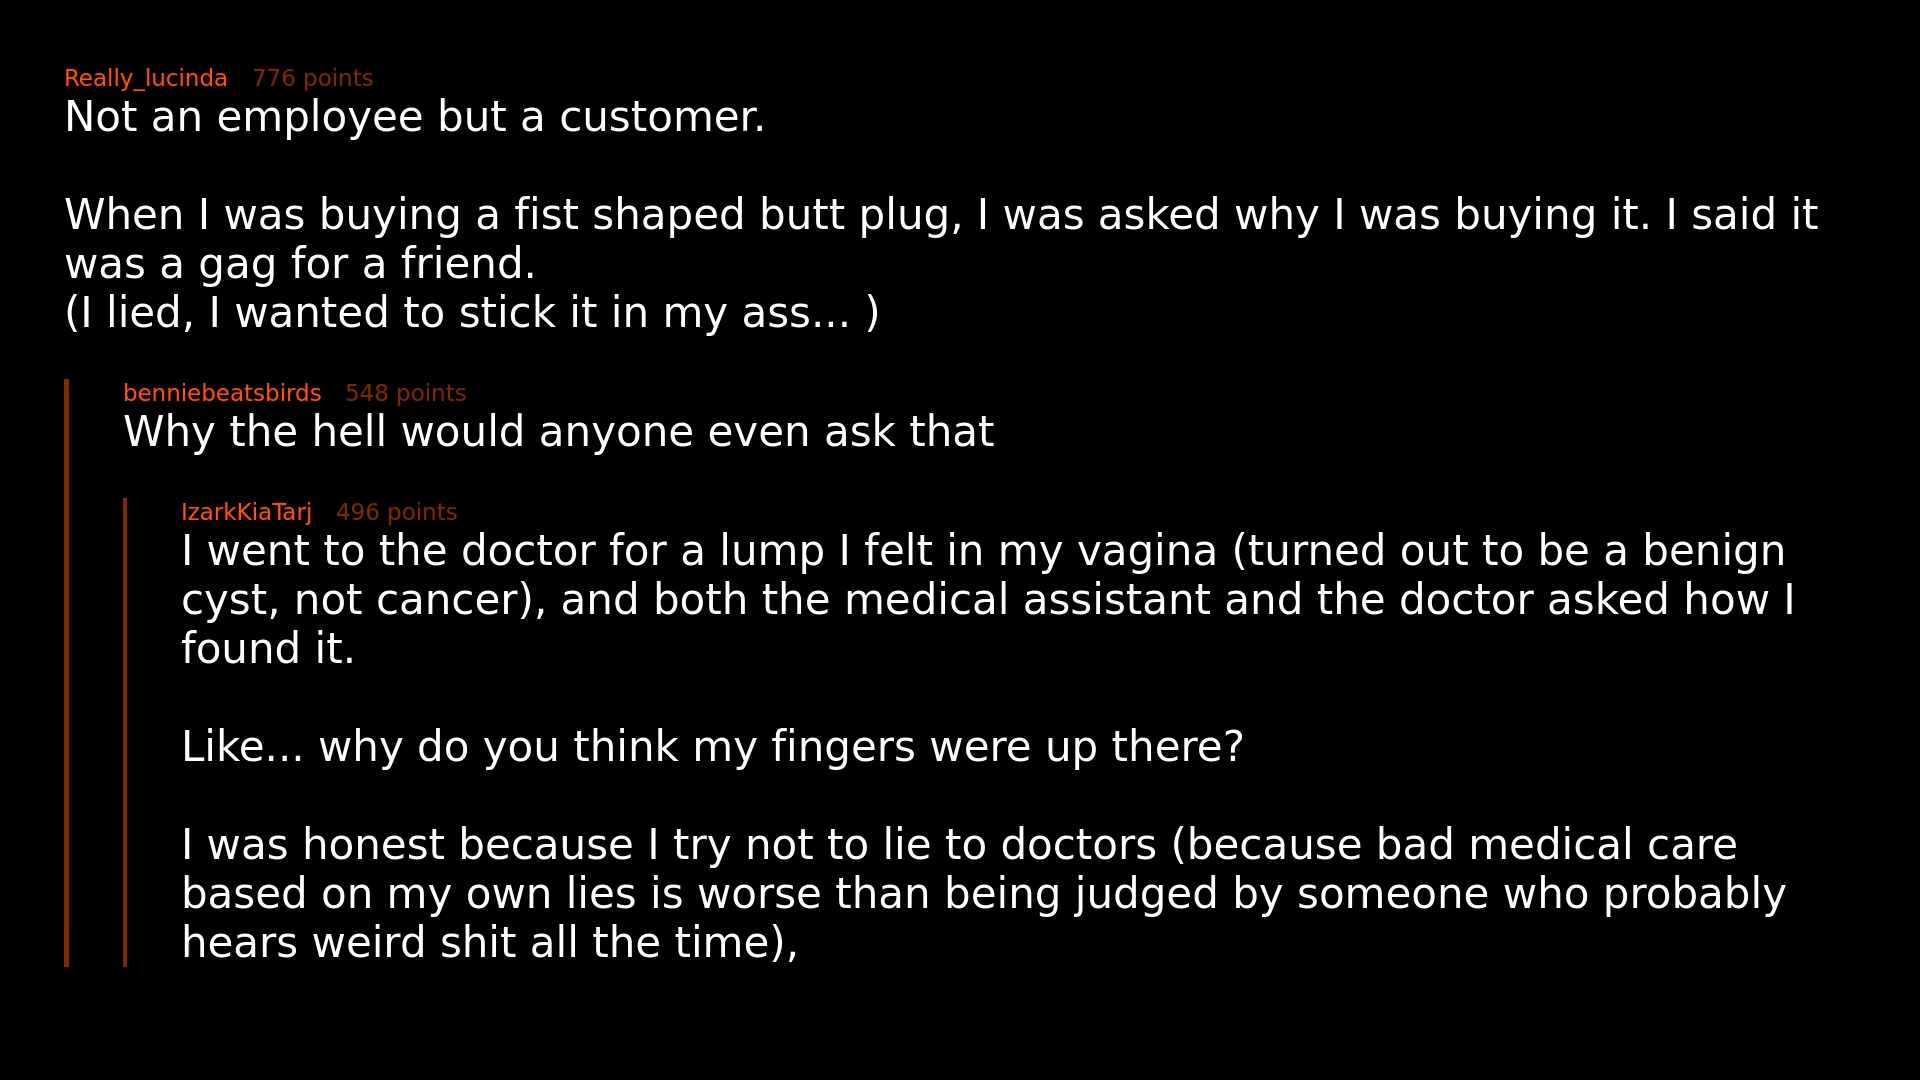 Really_lucinda 776 points
Not an employee but a customer.
When I was buying a fist shaped butt plug, I was asked why I was buying it. I said it
was a gag for a friend.
(I lied, I wanted to stick it in my ass... )
benniebeatsbirds 548 points
Why the hell would anyone even ask that
IzarkKiaTarj 496 points
I went to the doctor for a lump I felt in my vagina (turned out to be a benign
cyst, not cancer), and both the medical assistant and the doctor asked how I
found it.
Like... why do you think my fingers were up there?
I was honest because I try not to lie to doctors (because bad medical care
based on my own lies is worse than being judged by someone who probably
hears weird shit all the time),